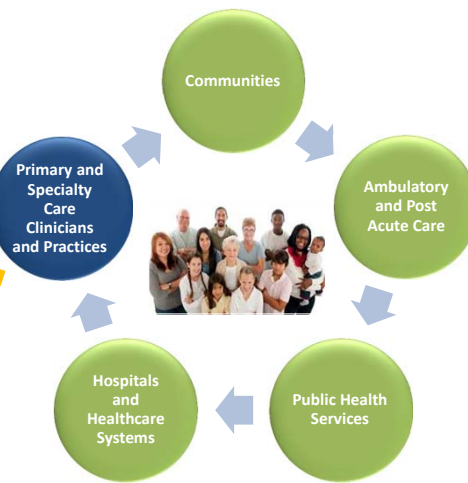 Communities
Ambulatory
and Post
Acute Care
Public Health
Services
Hospitals
and
Healthcare
Systems
Primary and
Specialty
Care
Clinicians
and Practices